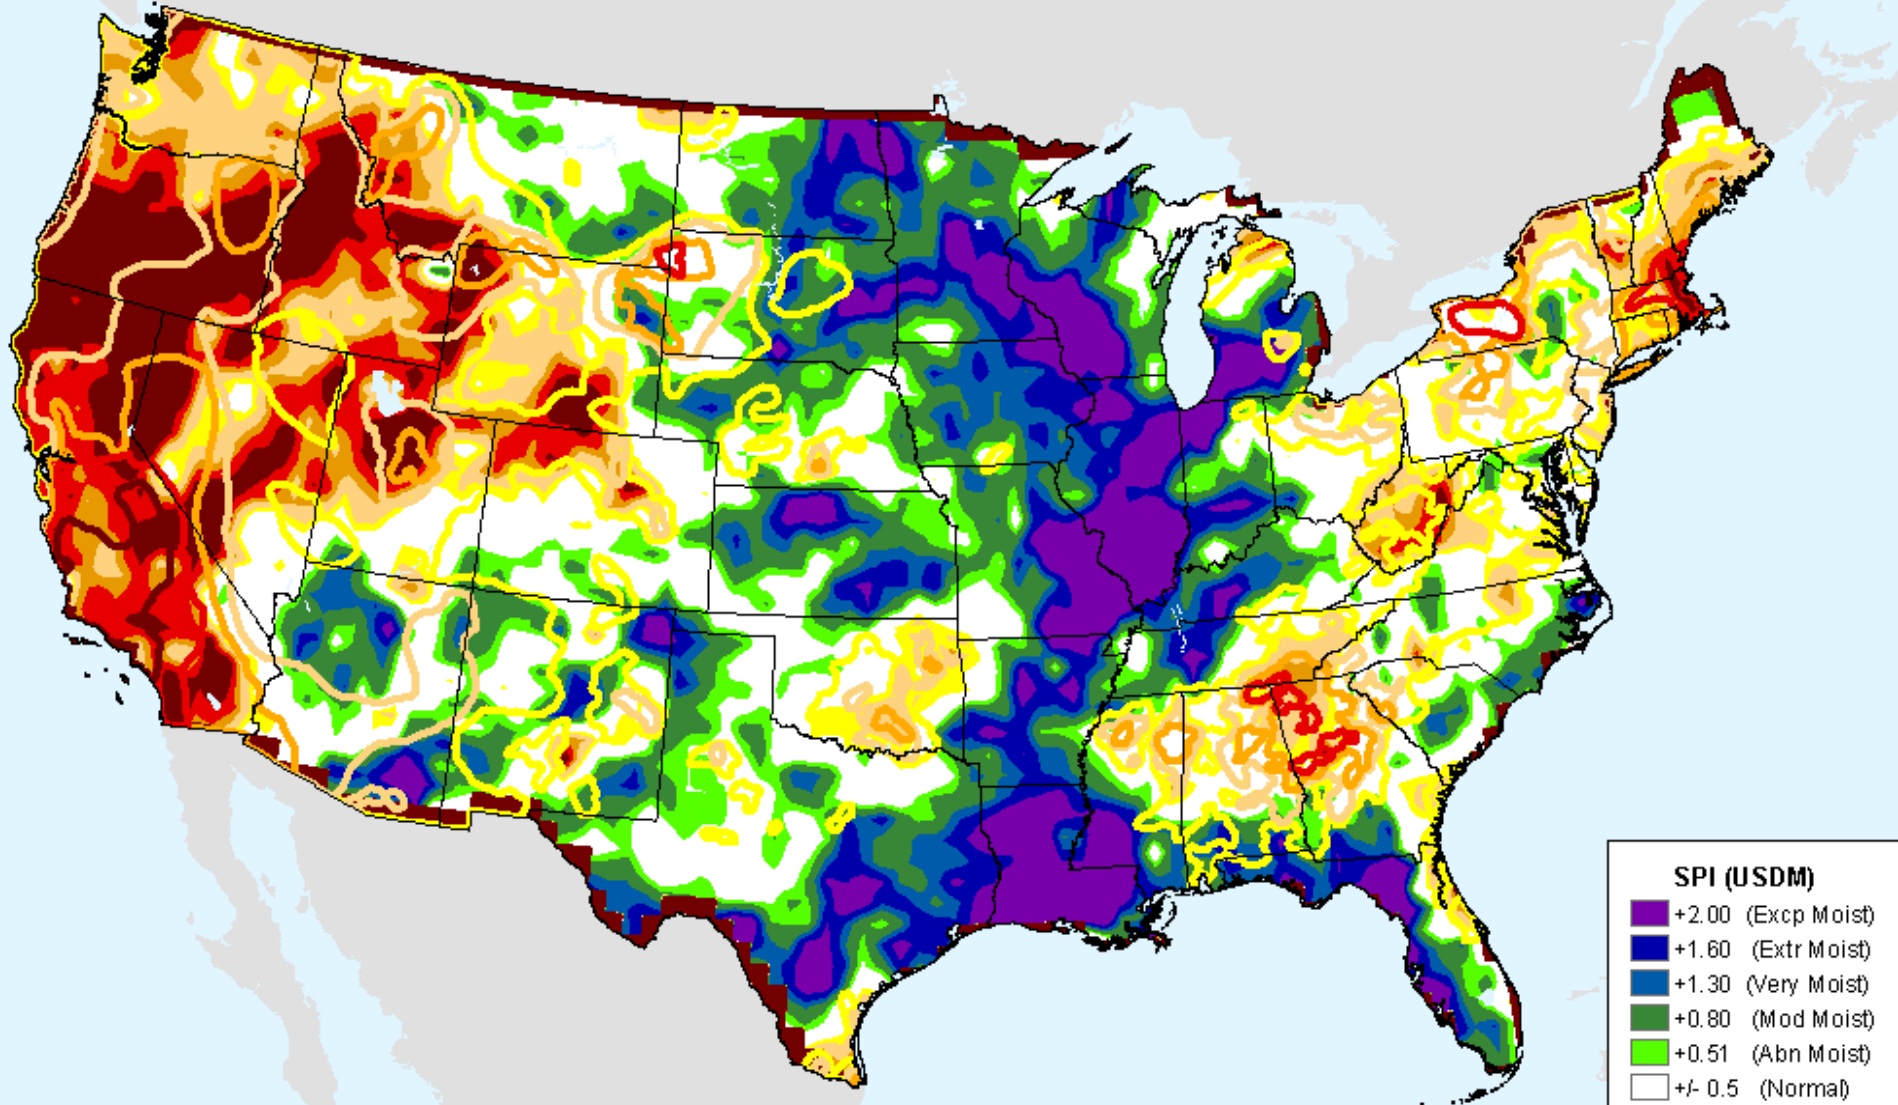 SPI (USDM)
+2.00 (Excp Moist)
+1.60 (Extr Moist)
+1.30 (Very Moist)
+0.80 (Mod Moist)
+0.51 (Abn Moist)
+/- 0.5 (Normal)